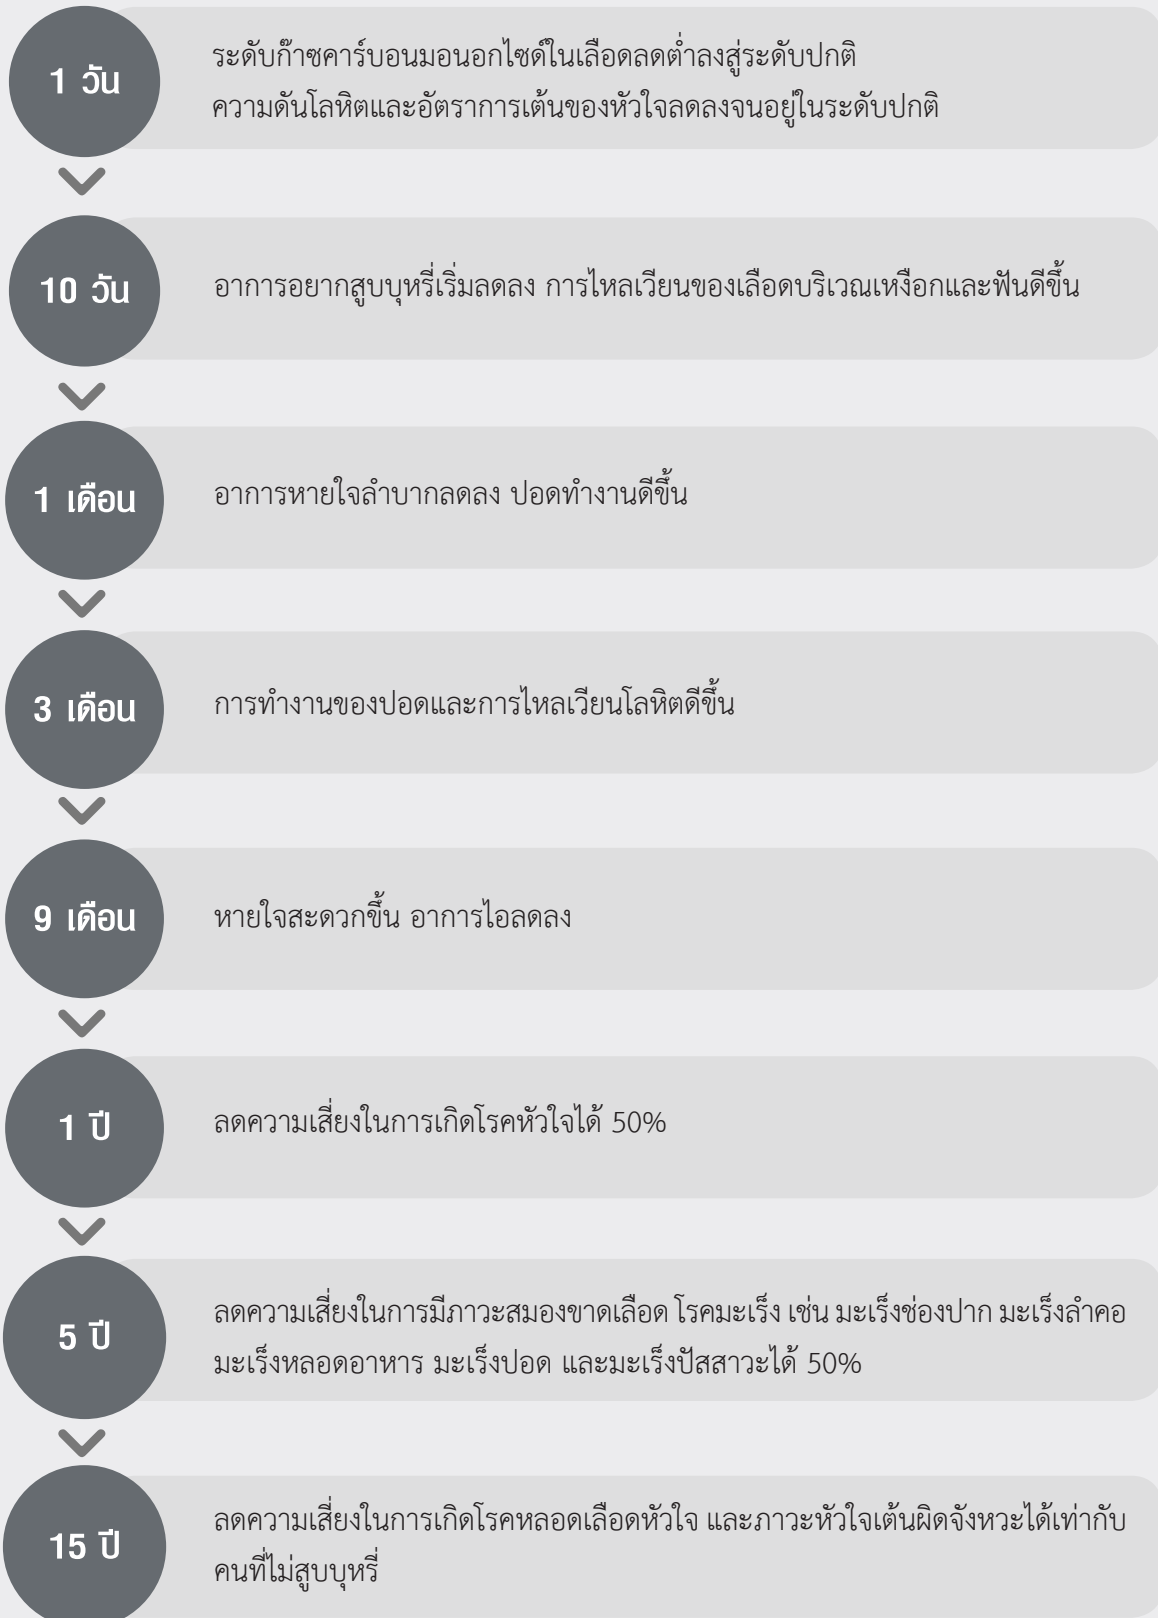 1 วัน
ระดับก๊าซคาร์บอนมอนอกไซด์ในเลือดลดต่ำลงสู่ระดับปกติ
ความดันโลหิตและอัตราการเต้นของหัวใจลดลงจนอยู่ในระดับปกติ
10 วัน
อาการอยากสูบบุหรี่เริ่มลดลง การไหลเวียนของเลือดบริเวณเหงือกและฟันดีขึ้น
1 เดือน
อาการหายใจลำบากลดลง ปอดทำงานดีขึ้น
3 เดือน
การทำงานของปอดและการไหลเวียนโลหิตดีขึ้น
9 เดือน
หายใจสะดวกขึ้น อาการไอลดลง
1 ปี
ลดความเสี่ยงในการเกิดโรคหัวใจได้ 50%
5 ปี
ลดความเสี่ยงในการมีภาวะสมองขาดเลือด โรคมะเร็ง เช่น มะเร็งช่องปาก มะเร็งลำคอ
มะเร็งหลอดอาหาร มะเร็งปอด และมะเร็งปัสสาวะได้ 50%
15 ปี
ลดความเสี่ยงในการเกิดโรคหลอดเลือดหัวใจ และภาวะหัวใจเต้นผิดจังหวะได้เท่ากับ
คนที่ไม่สูบบุหรี่